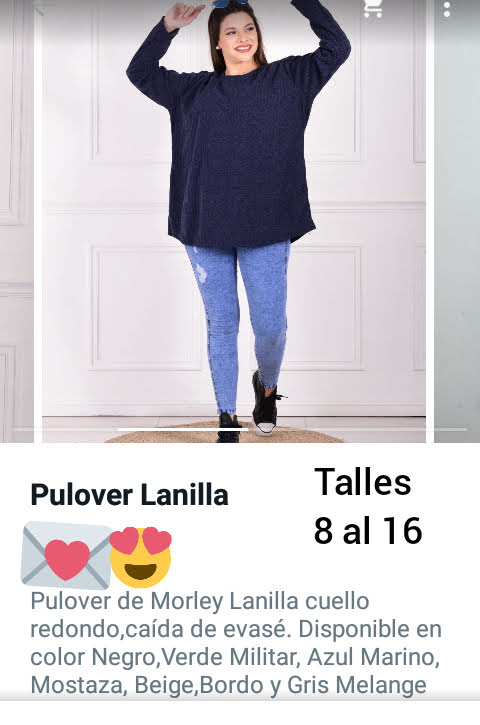 Pulover Lanilla
Talles
8 al 16
Pulover de Morley Lanilla cuello
redondo,caída de evasé. Disponible en
color Negro,Verde Militar, Azul Marino,
Mostaza, Beige,Bordo y Gris Melange